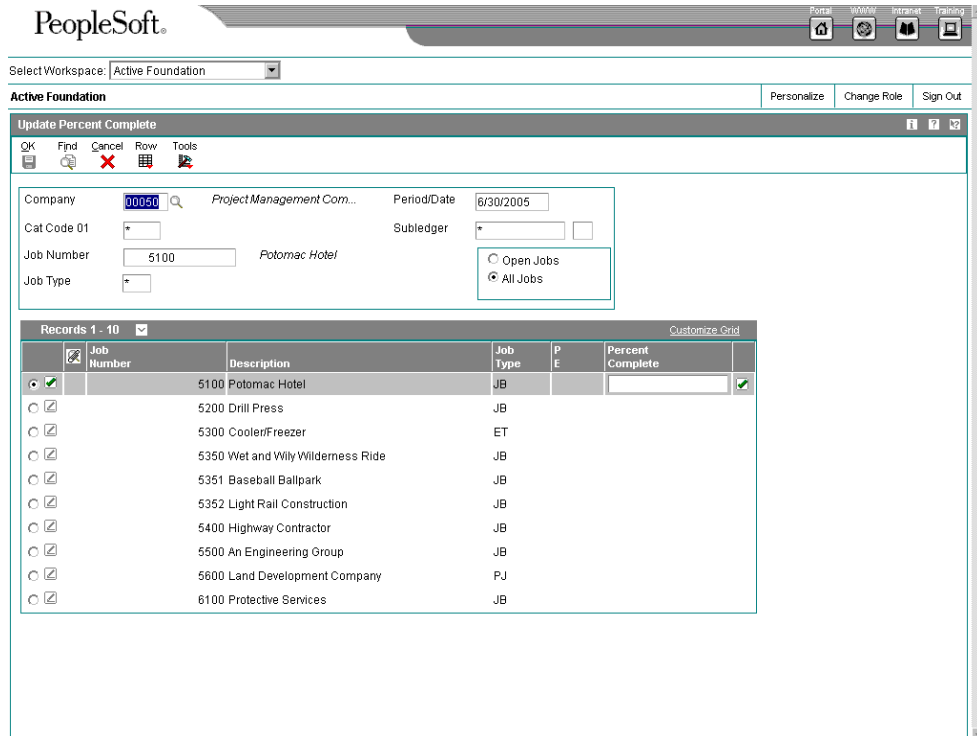 Portal WWW Intranet Training
PeopleSoft.
Select Workspace: Active Foundation
Active Foundation Personalize Change Role Sign Out
Update Percent Complete
OK Find Cancel Row Tools
Company 00050 Project Management Com... Period/Date 6/30/2005
Cat Code 01 * Subledger *
Job Number 5100 Potomac Hotel Open Jobs
Job Type * All Jobs
Records 1 - 10 Customize Grid
Job Number Description Job Type P E Percent Complete
5100 Potomac Hotel JB
5200 Drill Press JB
5300 Cooler/Freezer ET
5350 Wet and Wily Wilderness Ride JB
5351 Baseball Ballpark JB
5352 Light Rail Construction JB
5400 Highway Contractor JB
5500 An Engineering Group JB
5600 Land Development Company PJ
6100 Protective Services JB